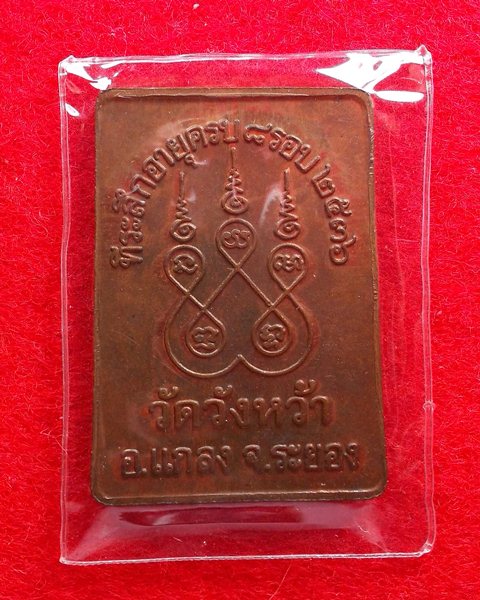 ที่ระลึกอายุครบ ๘ รอบ ๒๕๓๖
วัดวังหว้า
อ.แกลง จ.ระยอง